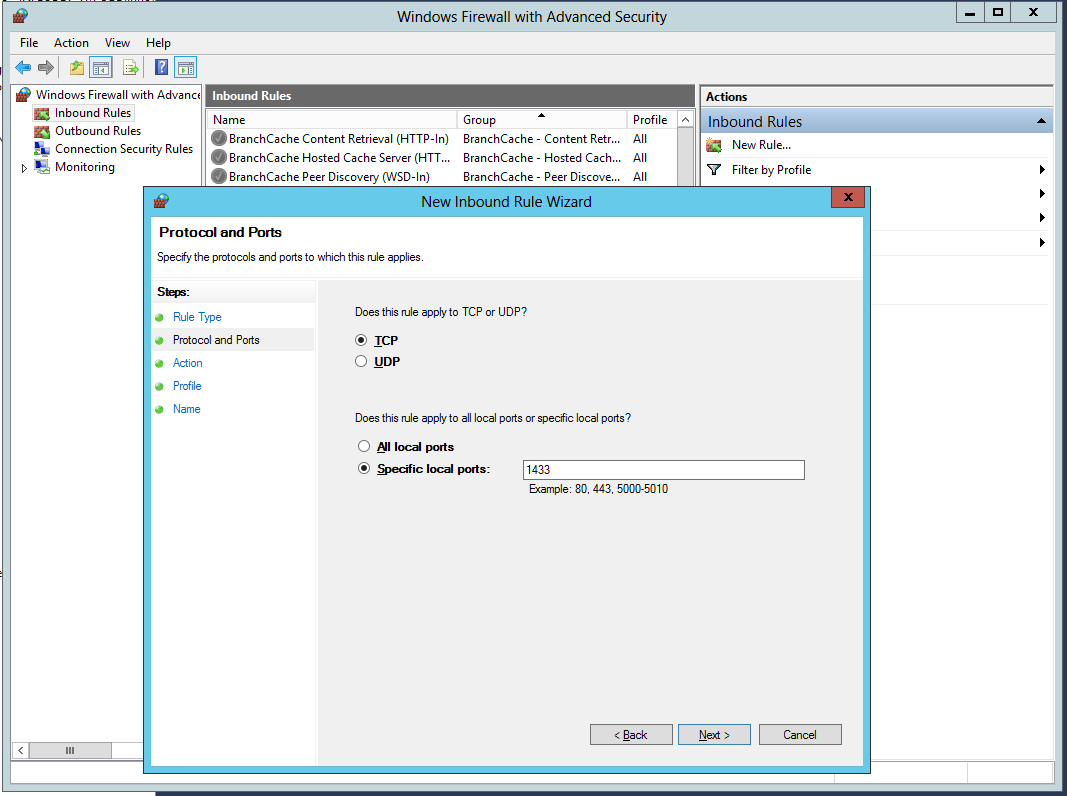 Windows Firewall with Advanced Security
File Action View Help
Windows Firewall with Advance
Inbound Rules
Outbound Rules
Connection Security Rules
Monitoring
Inbound Rules
Name Group Profile
BranchCache Content Retrieval (HTTP-In) BranchCache - Content Retr... All
BranchCache Hosted Cache Server (HTT... BranchCache - Hosted Cach... All
BranchCache Peer Discovery (WSD-In) BranchCache - Peer Discove... All
Actions
Inbound Rules
New Rule...
Filter by Profile
New Inbound Rule Wizard
Protocol and Ports
Specify the protocols and ports to which this rule applies.
Steps:
Rule Type
Protocol and Ports
Action
Profile
Name
Does this rule apply to TCP or UDP?
TCP
UDP
Does this rule apply to all local ports or specific local ports?
All local ports
Specific local ports: 1433
Example: 80, 443, 5000-5010
< Back Next > Cancel